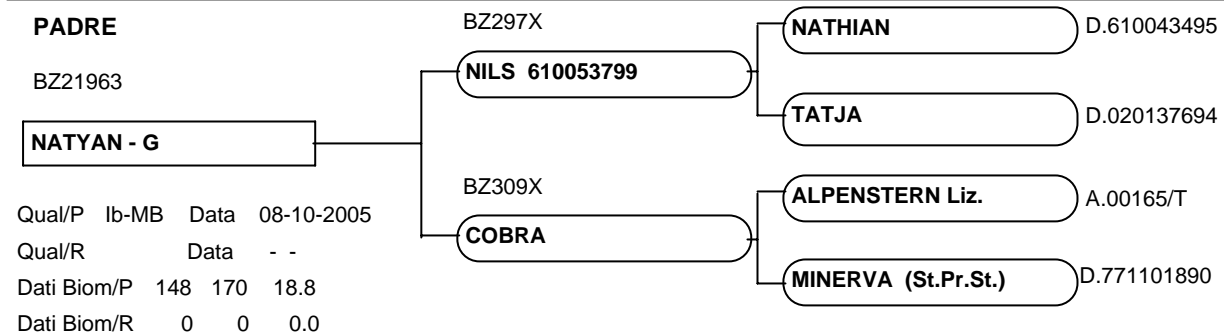 PADRE
BZ21963
NATYAN - G
Qual/P Ib-MB Data 08-10-2005
Qual/R Data - -
Dati Biom/P 148 170 18.8
Dati Biom/R 0 0 0.0
BZ297X
NILS 610053799
BZ309X
COBRA
NATHIAN D.610043495
TATJA D.020137694
ALPENSTERN Liz. A.00165/T
MINERVA (St.Pr.St.) D.771101890